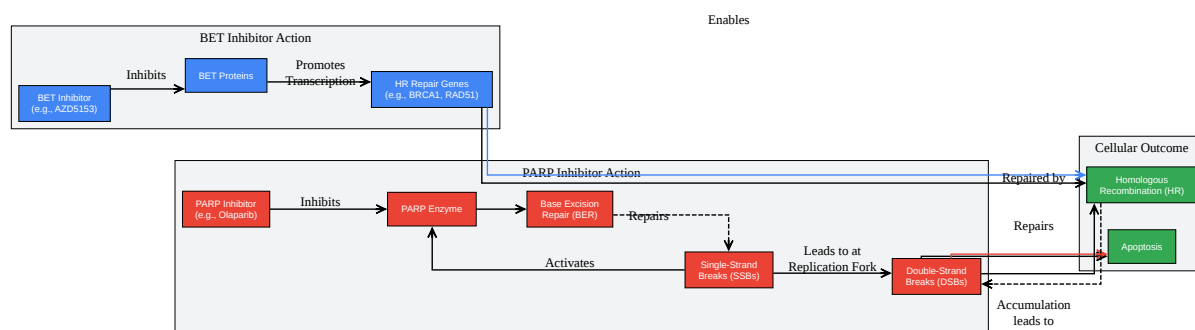 Enables
BET Inhibitor Action
Inhibits
BET Proteins
Promotes
Transcription
BET Inhibitor
(e.g., AZD5153)
HR Repair Genes
(e.g., BRCA1, RAD51)
Cellular Outcome
PARP Inhibitor Action
Repaired by
Homologous
Recombination (HR)
PARP Inhibitor
(e.g., Olaparib)
Inhibits
PARP Enzyme
Base Excision
Repair (BER)
Repairs
Repairs
Apoptosis
Activates
Single-Strand
Breaks (SSBs)
Leads to at
Replication Fork
Double-Strand
Breaks (DSBs)
Accumulation
leads to